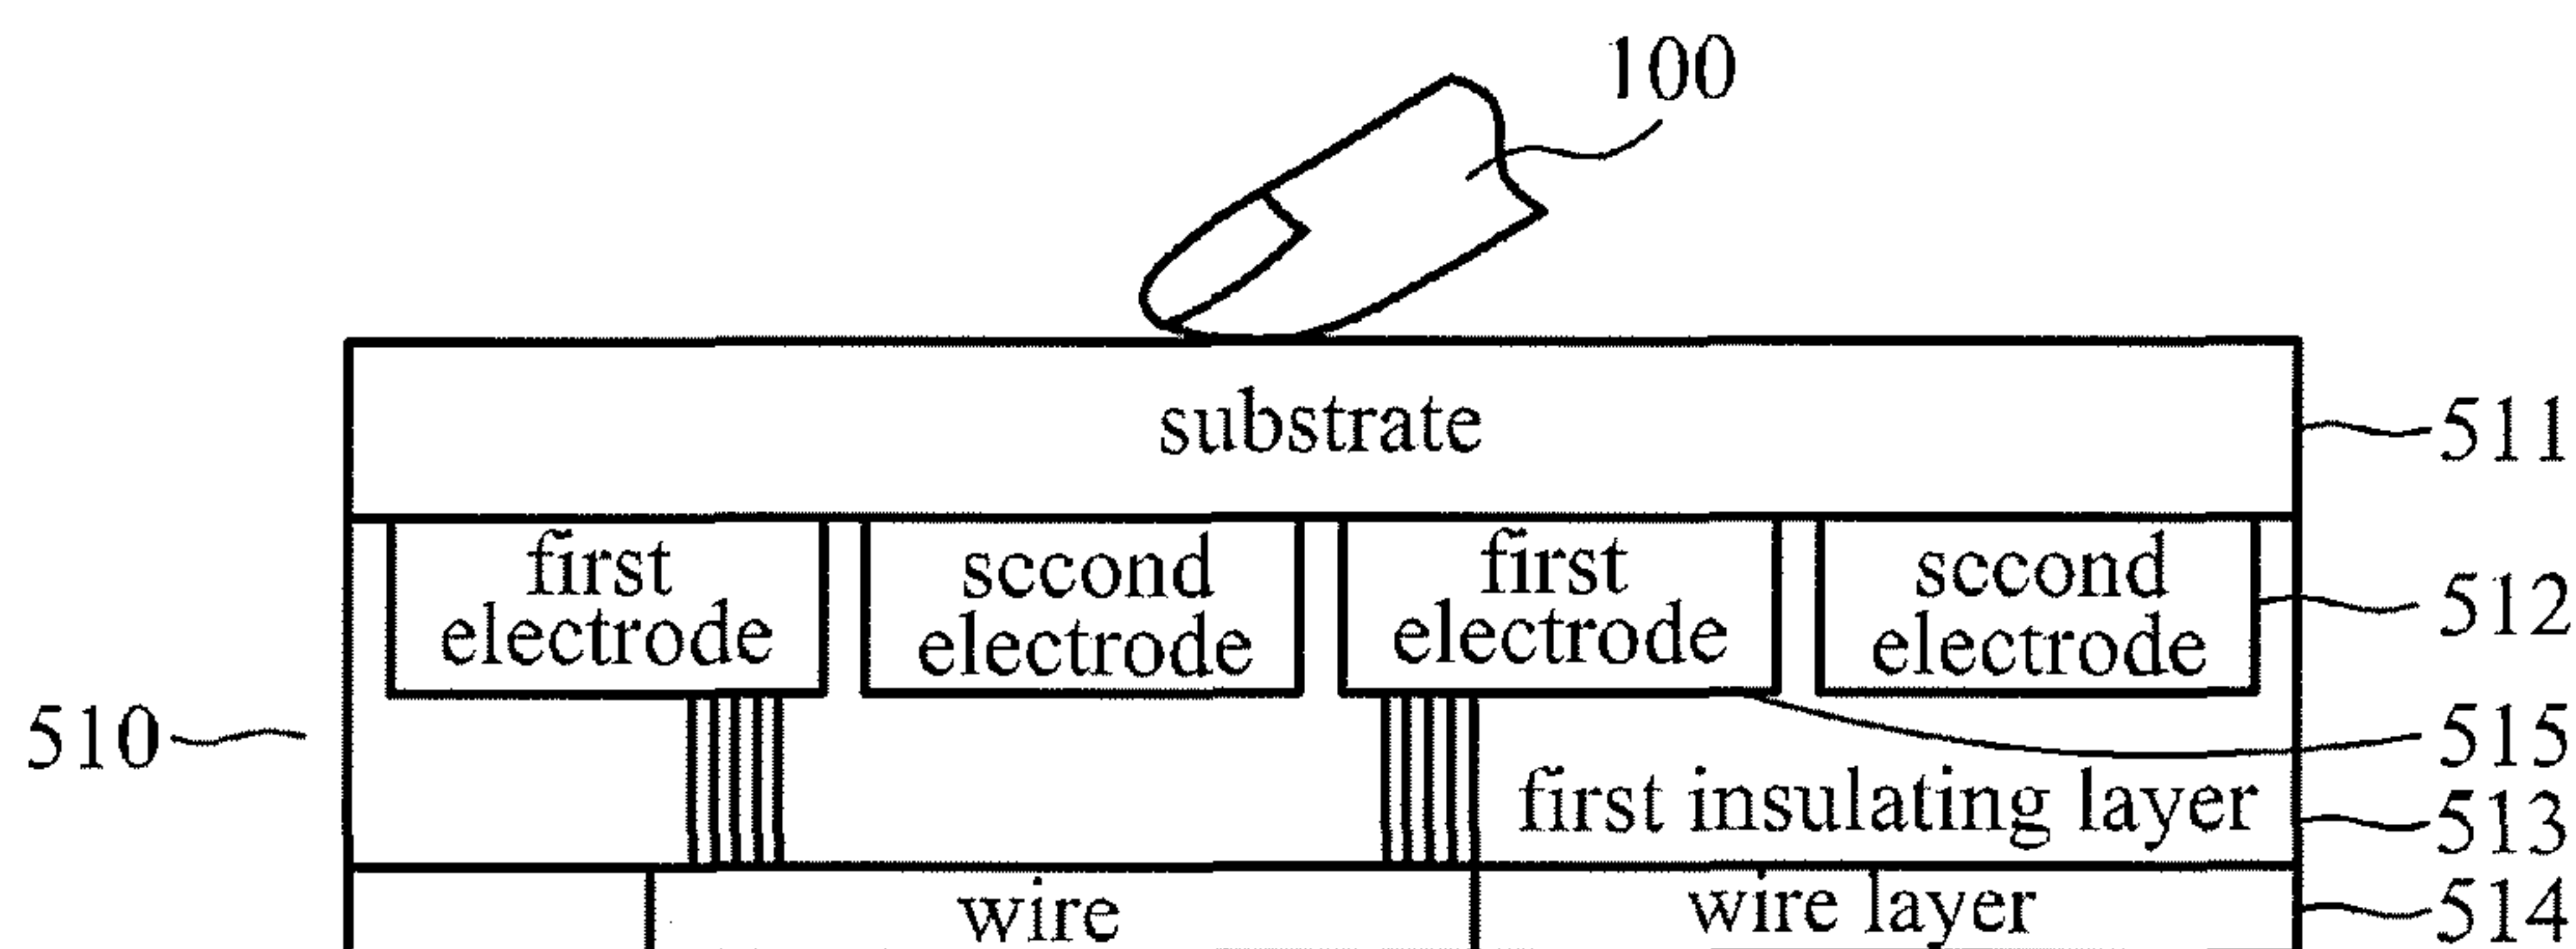 100
substrate
511
first
electrode
sccond
electrode
first
electrode
sccond
electrode
512
510
515
first insulating layer
513
wire
wire layer
514